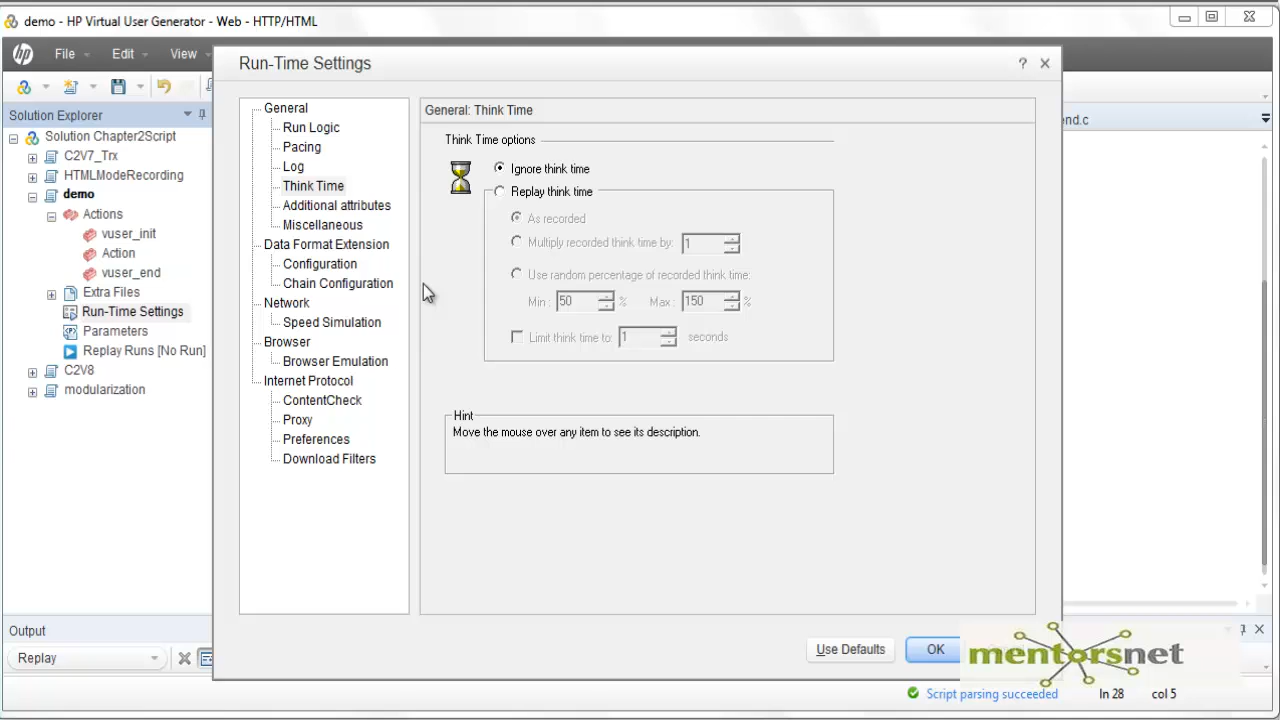 demo - HP Virtual User Generator - Web - HTTP/HTML
hp File Edit View
Run-Time Settings
?
Solution Explorer
Solution Chapter2Script
C2V7_Trx
HTMLModeRecording
demo
Actions
vuser_init
Action
vuser_end
Extra Files
Run-Time Settings
Parameters
Replay Runs [No Run]
C2V8
modularization
General
Run Logic
Pacing
Log
Think Time
Additional attributes
Miscellaneous
Data Format Extension
Configuration
Chain Configuration
Network
Speed Simulation
Browser
Browser Emulation
Internet Protocol
ContentCheck
Proxy
Preferences
Download Filters
General: Think Time
Think Time options
Ignore think time
Replay think time
As recorded
Multiply recorded think time by: 1
Use random percentage of recorded think time:
Min: 50 % Max: 150 %
Limit think time to: 1 seconds
Hint
Move the mouse over any item to see its description.
end.c
Use Defaults
OK
Output
Replay
mentorsnet
Script parsing succeeded
ln 28
col 5